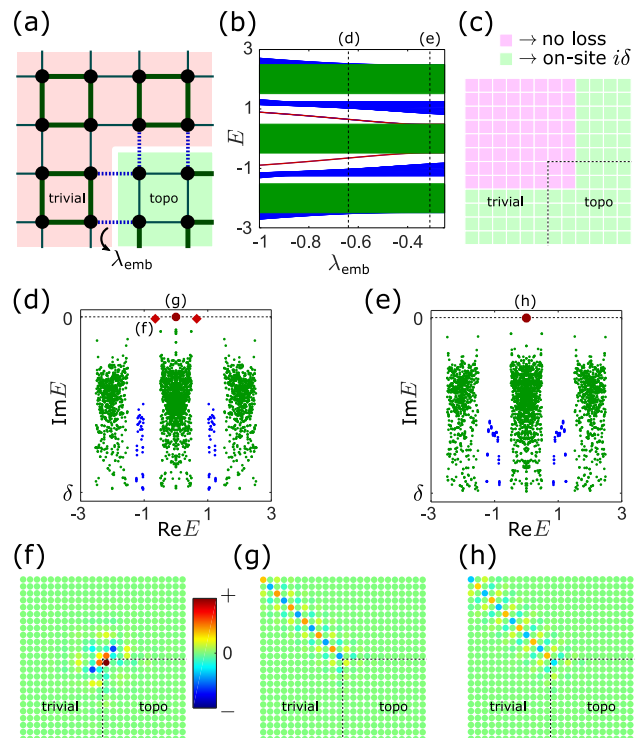 (a)
trivial
topo
λemb
(b)
(d)
(e)
3
1
-1
-3
E
-1
-0.8
-0.6
-0.4
λemb
(c)
→ no loss
→ on-site iδ
trivial
topo
(d)
(g)
(f)
0
ImE
δ
-3
-1
1
3
ReE
(e)
(h)
0
ImE
δ
-3
-1
1
3
ReE
(f)
trivial
topo
+
0
−
(g)
trivial
topo
(h)
trivial
topo